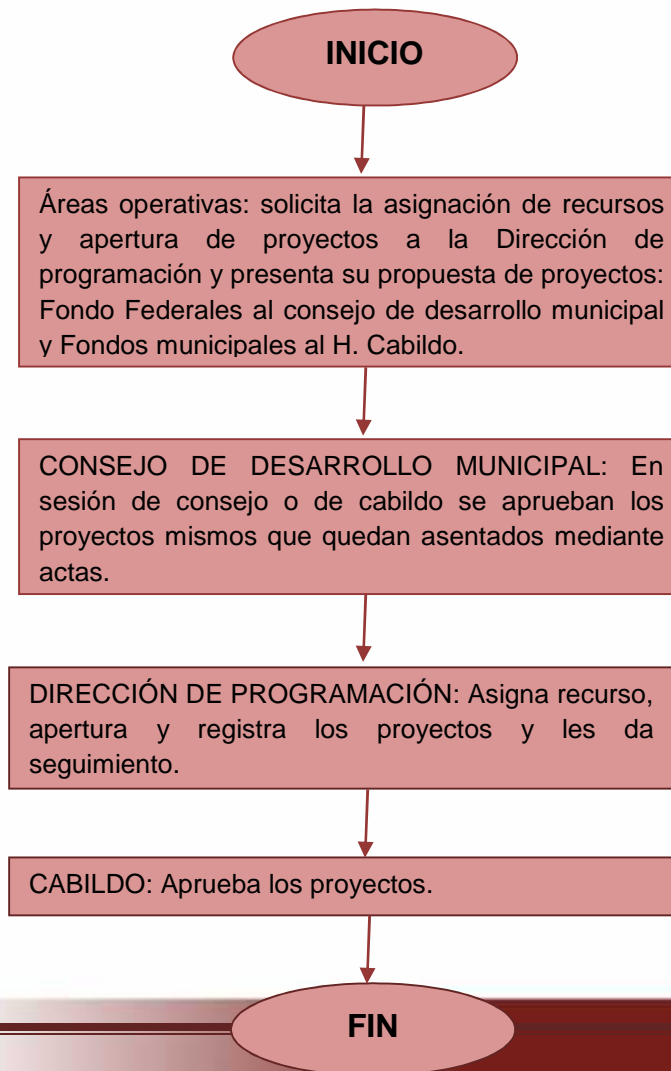 INICIO
Áreas operativas: solicita la asignación de recursos
y apertura de proyectos a la Dirección de
programación y presenta su propuesta de proyectos:
Fondo Federales al consejo de desarrollo municipal
y Fondos municipales al H. Cabildo.
CONSEJO DE DESARROLLO MUNICIPAL: En
sesión de consejo o de cabildo se aprueban los
proyectos mismos que quedan asentados mediante
actas.
DIRECCIÓN DE PROGRAMACIÓN: Asigna recurso,
apertura y registra los proyectos y les da
seguimiento.
CABILDO: Aprueba los proyectos.
FIN